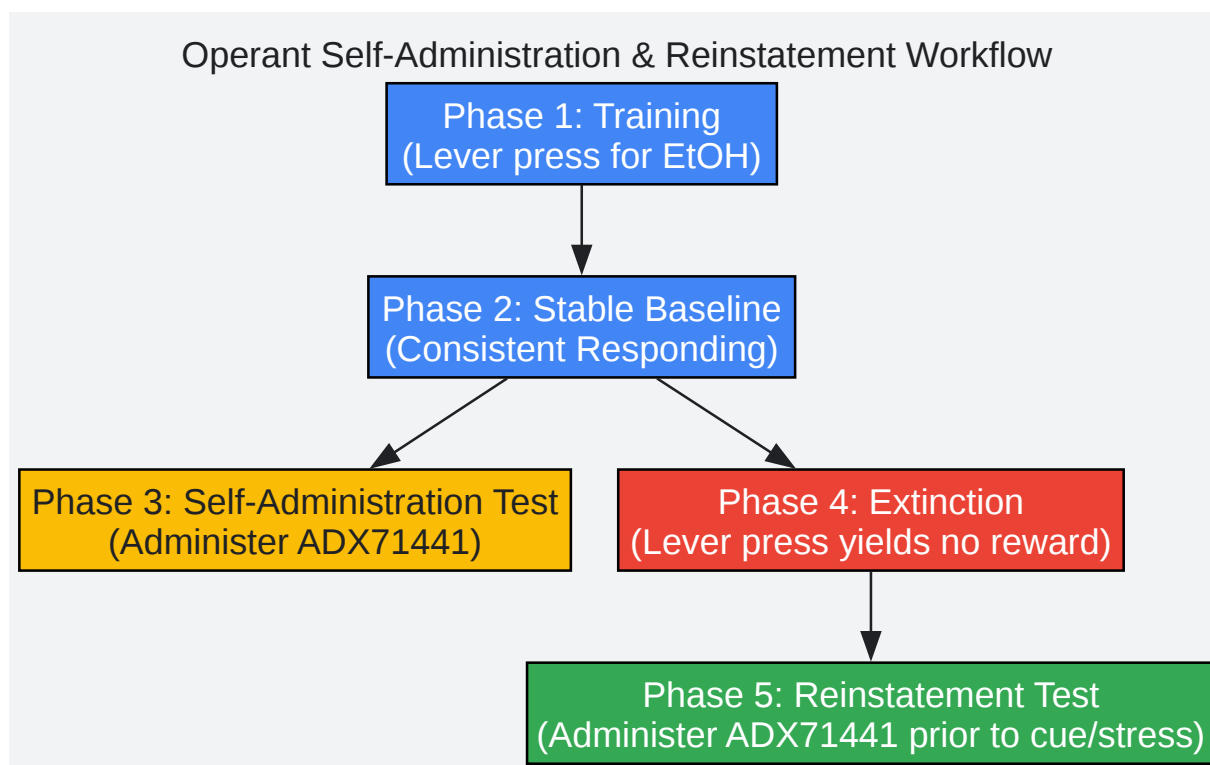 Operant Self-Administration & Reinstatement Workflow
Phase 1: Training
(Lever press for EtOH)
Phase 2: Stable Baseline
(Consistent Responding)
Phase 3: Self-Administration Test
(Administer ADX71441)
Phase 4: Extinction
(Lever press yields no reward)
Phase 5: Reinstatement Test
(Administer ADX71441 prior to cue/stress)